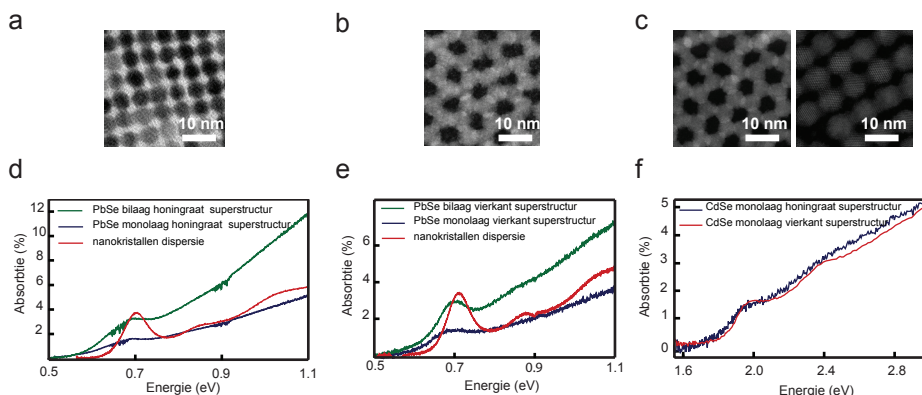 a
b
c
10 nm
10 nm
10 nm
10 nm
d
e
f
PbSe bilaag honingraat superstructur
PbSe monolaag honingraat superstructur
nanokristallen dispersie
Absorbtie (%)
12
10
8
6
4
2
0.5
0.7
0.9
1.1
Energie (eV)
PbSe bilaag vierkant superstructur
PbSe monolaag vierkant superstructur
nanokristallen dispersie
Absorbtie (%)
6
4
2
0.5
0.7
0.9
1.1
Energie (eV)
CdSe monolaag honingraat superstructur
CdSe monolaag vierkant superstructur
Absorbtie (%)
5
4
3
2
1
0
1.6
2.0
2.4
2.8
Energie (eV)